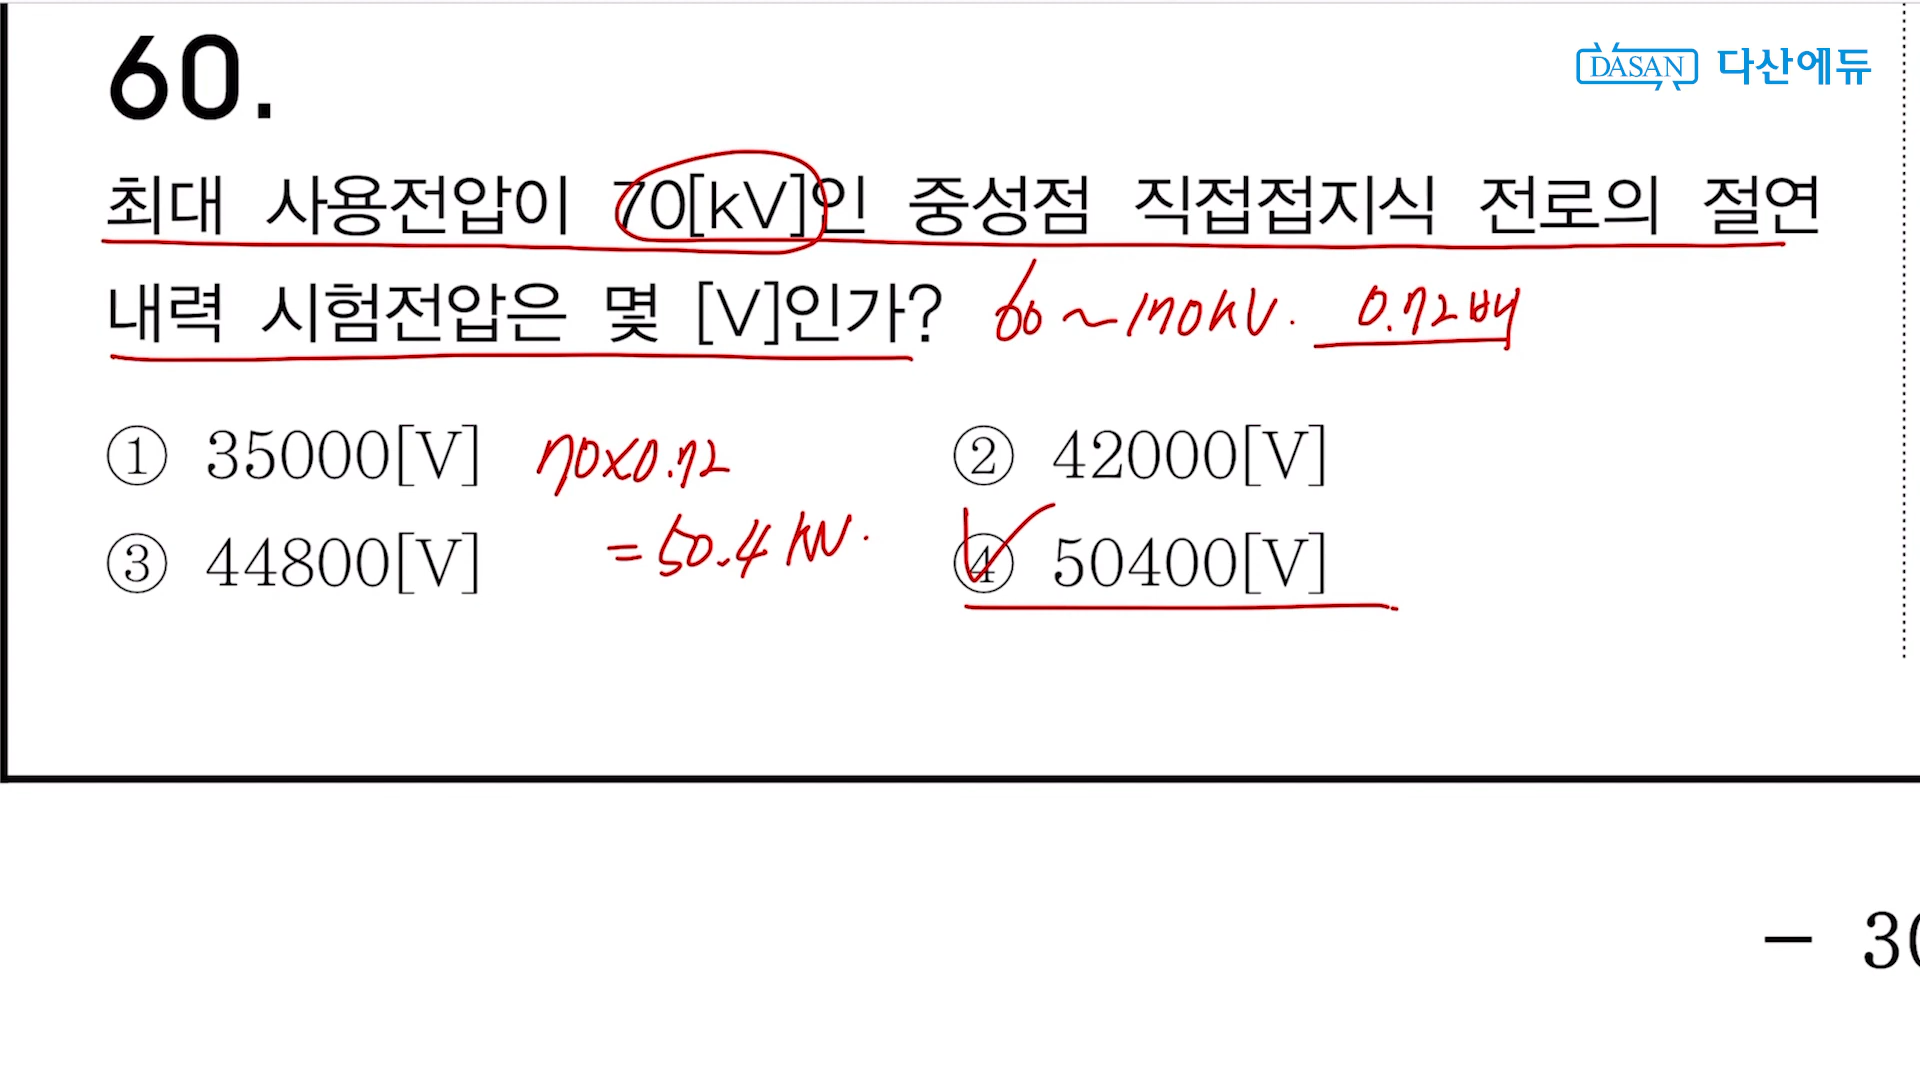 60.
DASAN 다산에듀
최대 사용전압이 70[kV]인 중성점 직접접지식 전로의 절연
내력 시험전압은 몇 [V]인가? 60~170kV. 0.72배
① 35000[V] 70×0.72 ② 42000[V]
③ 44800[V] =50.4kV. ④ 50400[V]
- 30